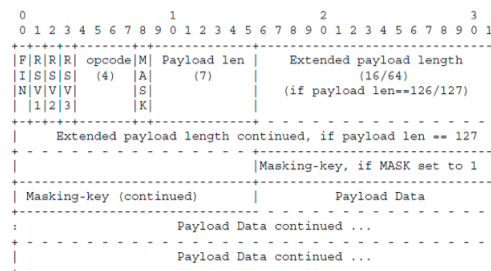 0 1 2 3
0 1 2 3 4 5 6 7 8 9 0 1 2 3 4 5 6 7 8 9 0 1 2 3 4 5 6 7 8 9 0 1
+-+-+-+-+-------+-+-------------+-------------------------------+
|F|R|R|R| opcode|M| Payload len | Extended payload length
|I|S|S|S| (4) |A| (7) | (16/64)
|N|V|V|V| |S| | (if payload len==126/127)
| |1|2|3| |K| |
+-+-+-+-+-------+-+-------------+ - - - - - - - - - - - - - - -
| Extended payload length continued, if payload len == 127
+ - - - - - - - - - - - - - - - +-------------------------------
| |Masking-key, if MASK set to 1
+-------------------------------+-------------------------------
| Masking-key (continued) | Payload Data
+-------------------------------- - - - - - - - - - - - - - - -
: Payload Data continued ...
+ - - - - - - - - - - - - - - - - - - - - - - - - - - - - - - -
| Payload Data continued ...